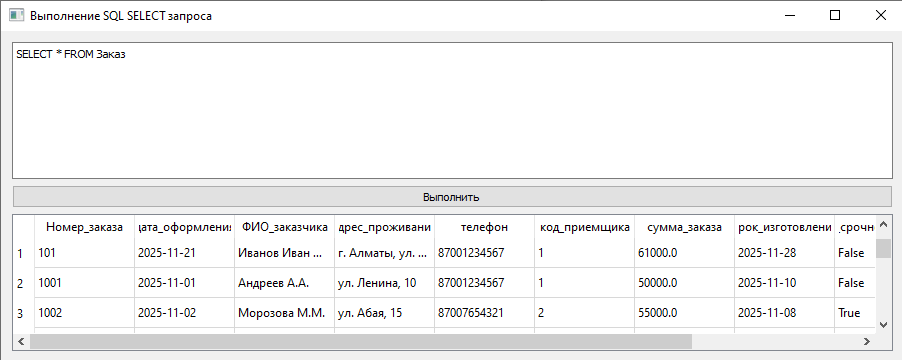 Выполнение SQL SELECT запроса
SELECT * FROM Заказ
Выполнить
Номер_заказа дата_оформления ФИО_заказчика дрес_проживани телефон код_приемщика сумма_заказа рок_изготовлени _срочн
1 101 2025-11-21 Иванов Иван ... г. Алматы, ул. ... 87001234567 1 61000.0 2025-11-28 False
2 1001 2025-11-01 Андреев А.А. ул. Ленина, 10 87001234567 1 50000.0 2025-11-10 False
3 1002 2025-11-02 Морозова М.М. ул. Абая, 15 87007654321 2 55000.0 2025-11-08 True